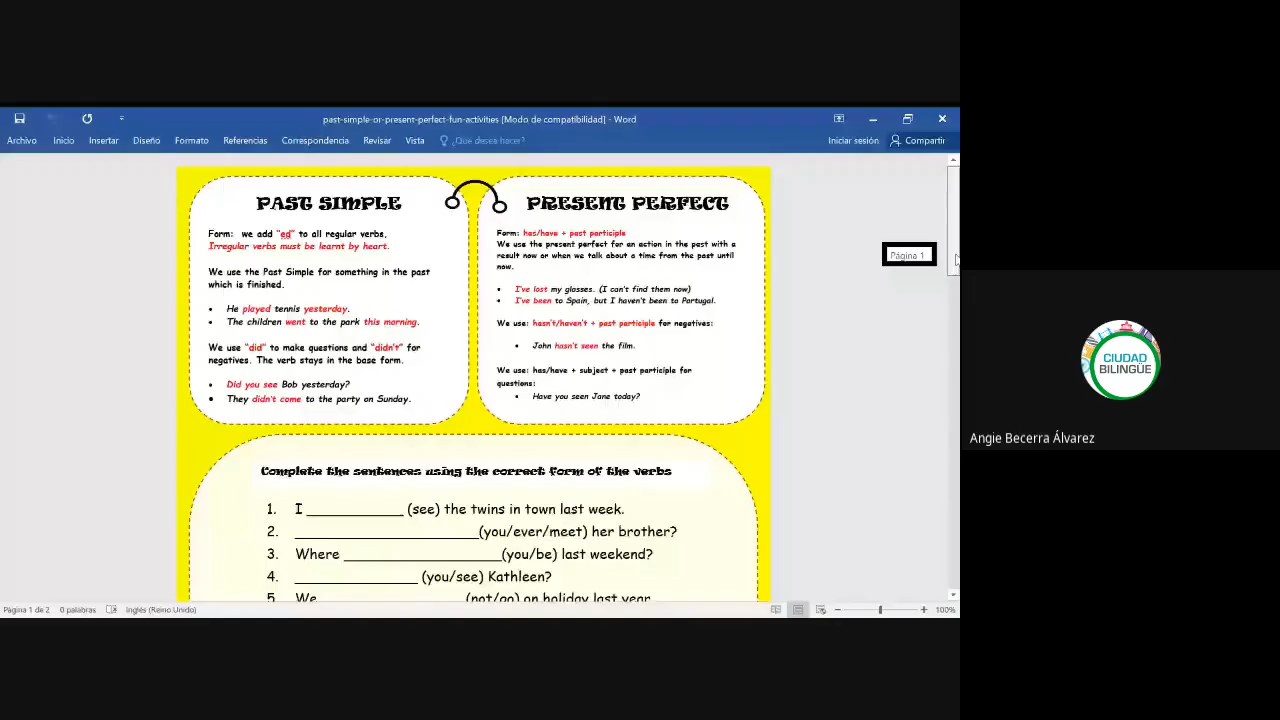 past-simple-or-present-perfect-fun-activities [Modo de compatibilidad] - Word
Archivo Inicio Insertar Diseño Formato Referencias Correspondencia Revisar Vista ¿Qué desea hacer? Iniciar sesión Compartir
PAST SIMPLE
Form: we add "ed" to all regular verbs.
Irregular verbs must be learnt by heart.
We use the Past Simple for something in the past
which is finished.
• He played tennis yesterday.
• The children went to the park this morning.
We use "did" to make questions and "didn't" for
negatives. The verb stays in the base form.
• Did you see Bob yesterday?
• They didn't come to the party on Sunday.
PRESENT PERFECT
Form: has/have + past participle
We use the present perfect for an action in the past with a
result now or when we talk about a time from the past until
now.
• I've lost my glasses. (I can't find them now)
• I've been to Spain, but I haven't been to Portugal.
We use: hasn't/haven't + past participle for negatives:
• John hasn't seen the film.
We use: has/have + subject + past participle for
questions:
• Have you seen Jane today?
Página 1
Complete the sentences using the correct form of the verbs
1. I ____________ (see) the twins in town last week.
2. _______________________(you/ever/meet) her brother?
3. Where ____________________(you/be) last weekend?
4. _______________ (you/see) Kathleen?
5. We __________________ (not/go) on holiday last year.
Página 1 de 2 0 palabras Inglés (Reino Unido) 100%
CIUDAD
BILINGÜE
Angie Becerra Álvarez